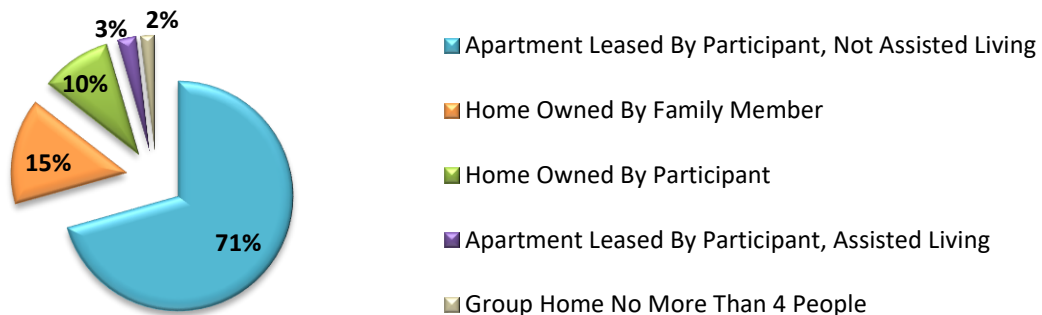 3%
2%
10%
15%
71%
Apartment Leased By Participant, Not Assisted Living
Home Owned By Family Member
Home Owned By Participant
Apartment Leased By Participant, Assisted Living
Group Home No More Than 4 People